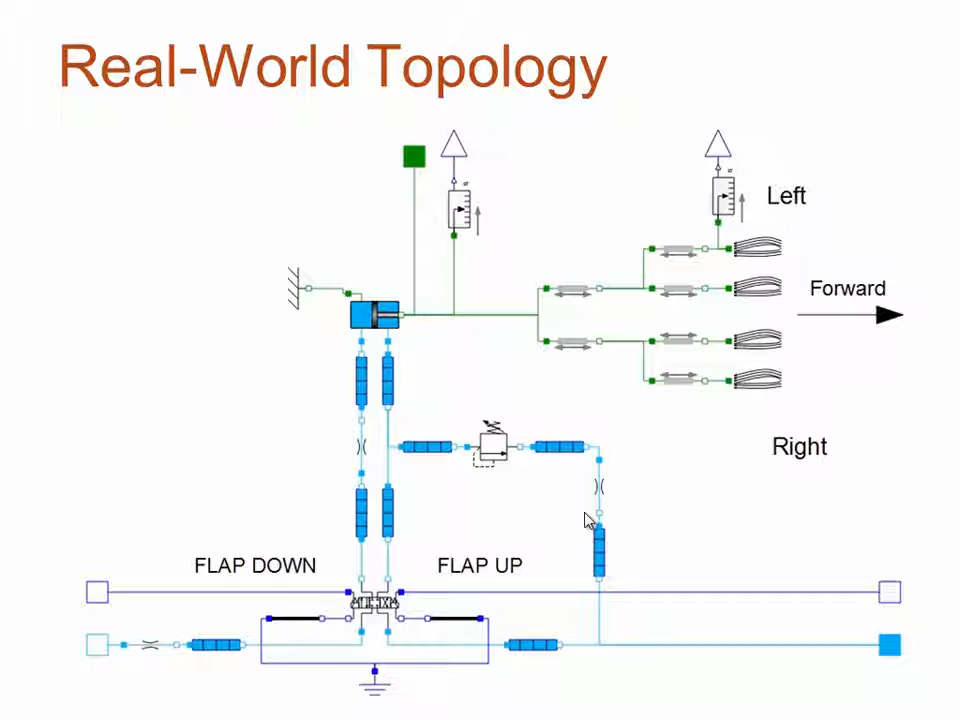 Real-World Topology
Left
Forward
Right
FLAP DOWN
FLAP UP